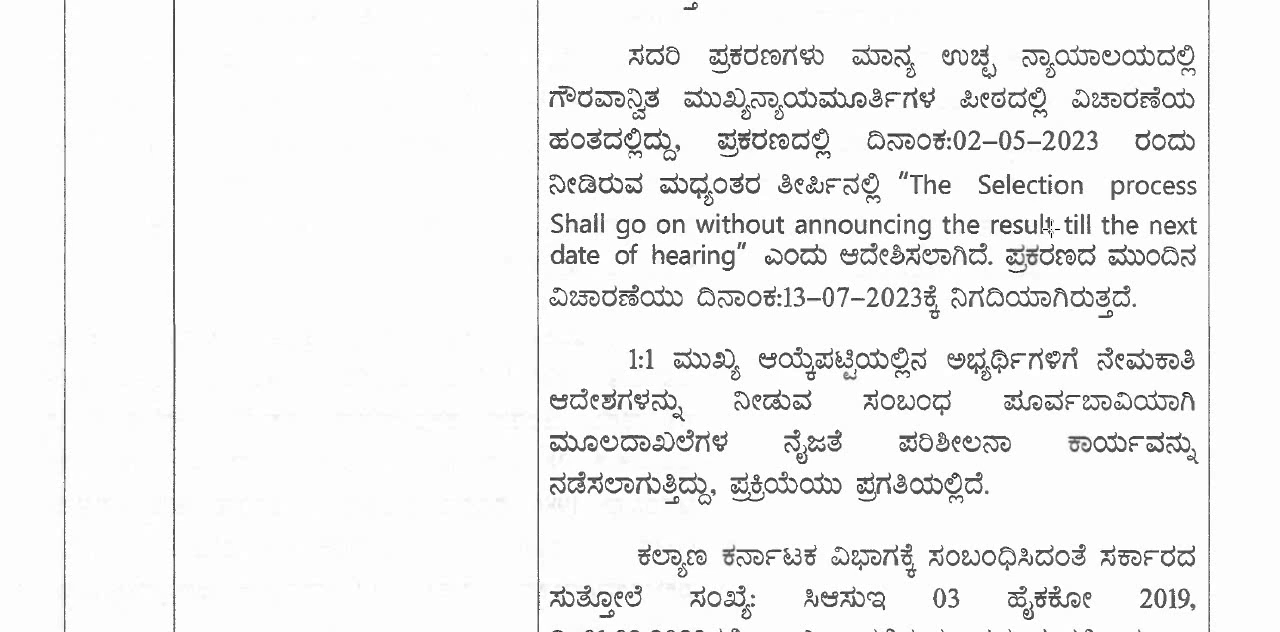 ಸದರಿ ಪ್ರಕರಣಗಳು ಮಾನ್ಯ ಉಚ್ಛ ನ್ಯಾಯಾಲಯದಲ್ಲಿ
ಗೌರವಾನ್ವಿತ ಮುಖ್ಯನ್ಯಾಯಮೂರ್ತಿಗಳ ಪೀಠದಲ್ಲಿ ವಿಚಾರಣೆಯ
ಹಂತದಲ್ಲಿದ್ದು, ಪ್ರಕರಣದಲ್ಲಿ ದಿನಾಂಕ:02-05-2023 ರಂದು
ನೀಡಿರುವ ಮಧ್ಯಂತರ ತೀರ್ಪಿನಲ್ಲಿ "The Selection process
Shall go on without announcing the result till the next
date of hearing" ಎಂದು ಆದೇಶಿಸಲಾಗಿದೆ. ಪ್ರಕರಣದ ಮುಂದಿನ
ವಿಚಾರಣೆಯು ದಿನಾಂಕ:13-07-2023ಕ್ಕೆ ನಿಗದಿಯಾಗಿರುತ್ತದೆ.
1:1 ಮುಖ್ಯ ಆಯ್ಕೆಪಟ್ಟಿಯಲ್ಲಿನ ಅಭ್ಯರ್ಥಿಗಳಿಗೆ ನೇಮಕಾತಿ
ಆದೇಶಗಳನ್ನು ನೀಡುವ ಸಂಬಂಧ ಪೂರ್ವಬಾವಿಯಾಗಿ
ಮೂಲದಾಖಲೆಗಳ ನೈಜತೆ ಪರಿಶೀಲನಾ ಕಾರ್ಯವನ್ನು
ನಡೆಸಲಾಗುತ್ತಿದ್ದು, ಪ್ರಕ್ರಿಯೆಯು ಪ್ರಗತಿಯಲ್ಲಿದೆ.
ಕಲ್ಯಾಣ ಕರ್ನಾಟಕ ವಿಭಾಗಕ್ಕೆ ಸಂಬಂಧಿಸಿದಂತೆ ಸರ್ಕಾರದ
ಸುತ್ತೋಲೆ ಸಂಖ್ಯೆ: ಸಿಆಸುಇ 03 ಹೈಕಕೋ 2019,